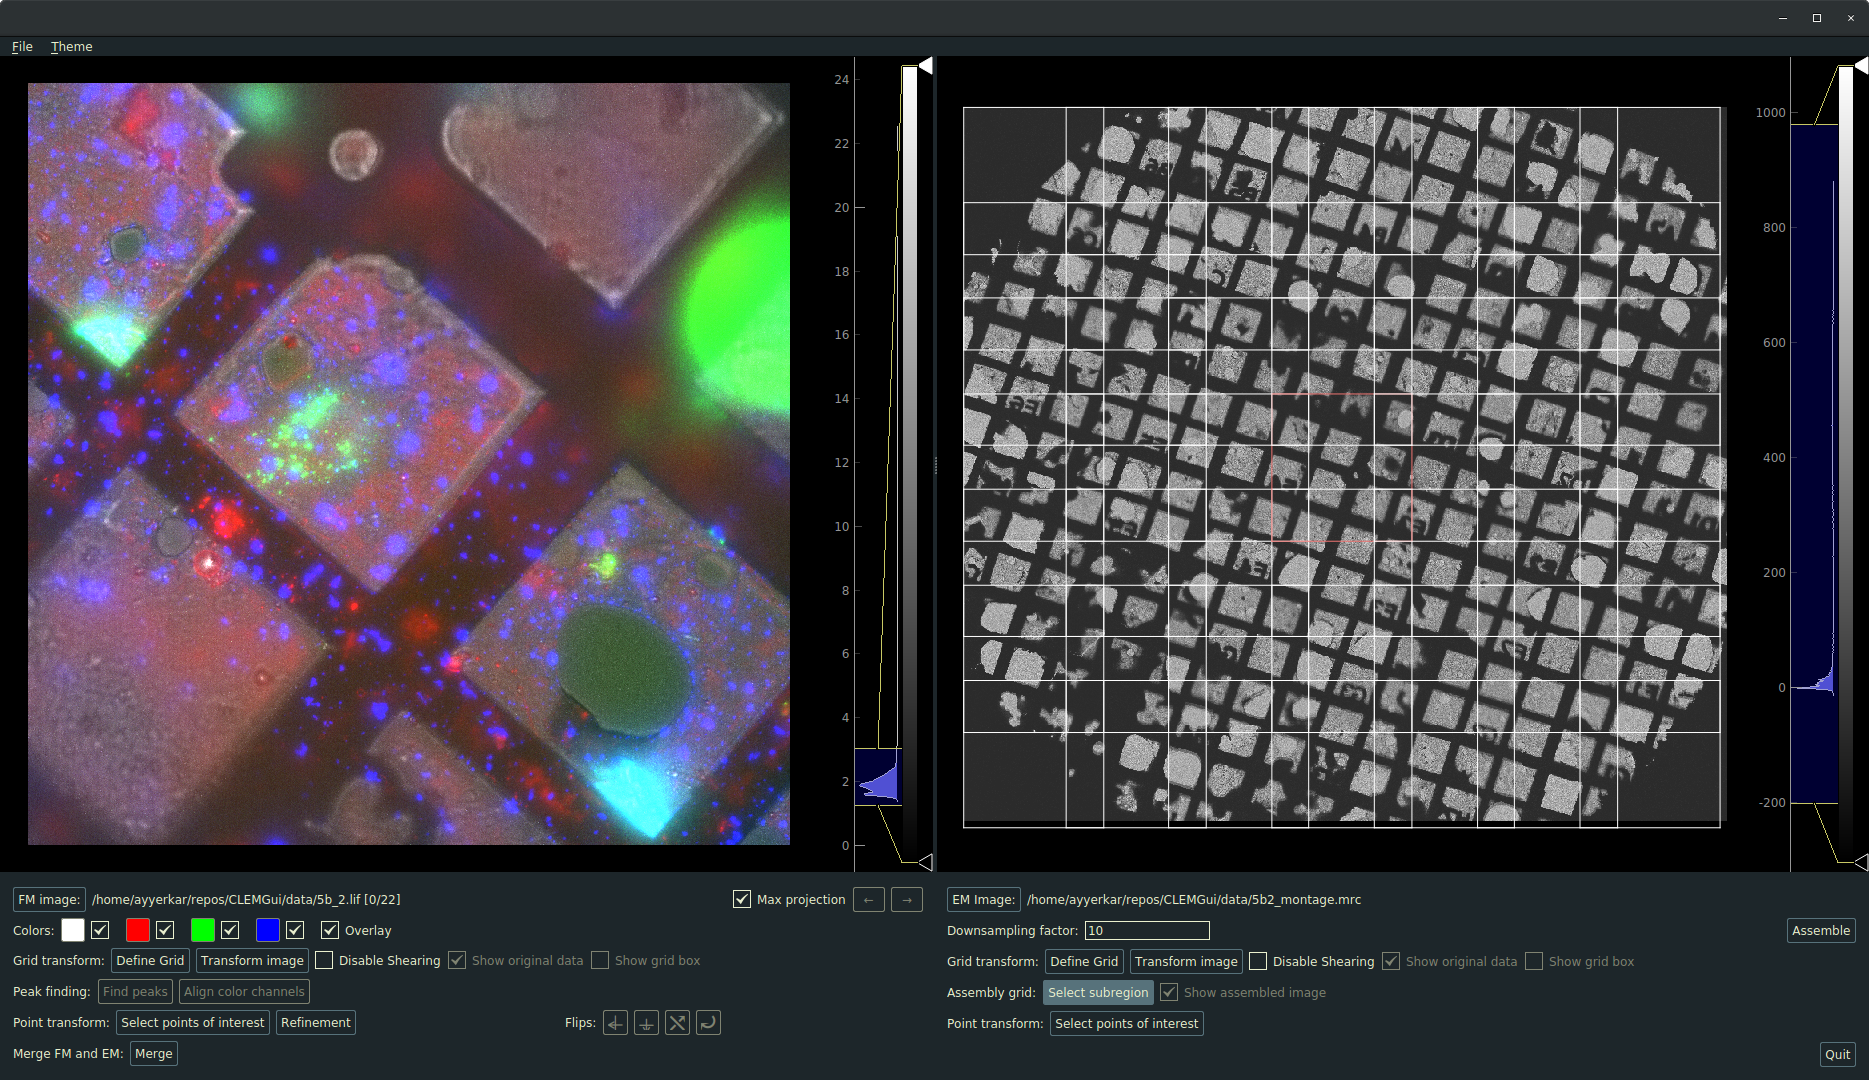 File Theme
24
22
20
18
16
14
12
10
8
6
4
2
0
1000
800
600
400
200
0
-200
FM image: /home/ayyerkar/repos/CLEMGui/data/5b_2.lif [0/22] Max projection ← →
Colors: Overlay
Grid transform: Define Grid Transform image Disable Shearing Show original data Show grid box
Peak finding: Find peaks Align color channels
Point transform: Select points of interest Refinement Flips:
Merge FM and EM: Merge
EM Image: /home/ayyerkar/repos/CLEMGui/data/5b2_montage.mrc
Downsampling factor: 10 Assemble
Grid transform: Define Grid Transform image Disable Shearing Show original data Show grid box
Assembly grid: Select subregion Show assembled image
Point transform: Select points of interest
Quit